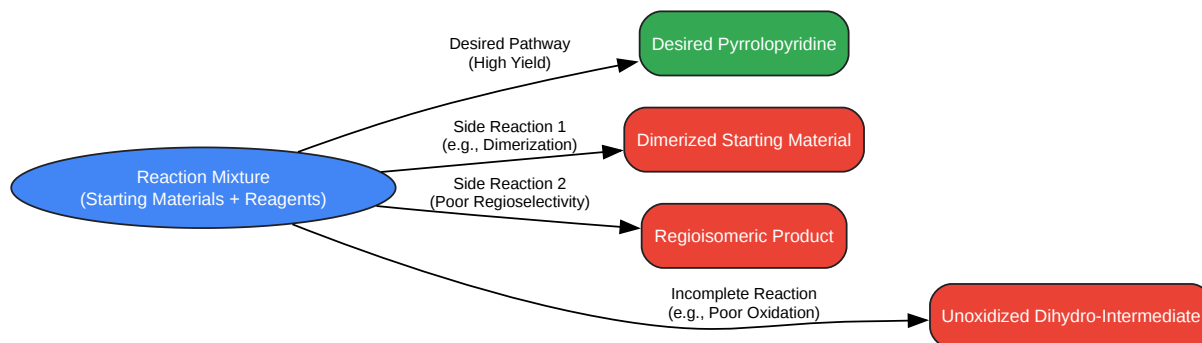 Desired Pathway
(High Yield)
Desired Pyrrolopyridine
Side Reaction 1
(e.g., Dimerization)
Dimerized Starting Material
Reaction Mixture
(Starting Materials + Reagents)
Side Reaction 2
(Poor Regioselectivity)
Regioisomeric Product
Incomplete Reaction
(e.g., Poor Oxidation)
Unoxidized Dihydro-Intermediate